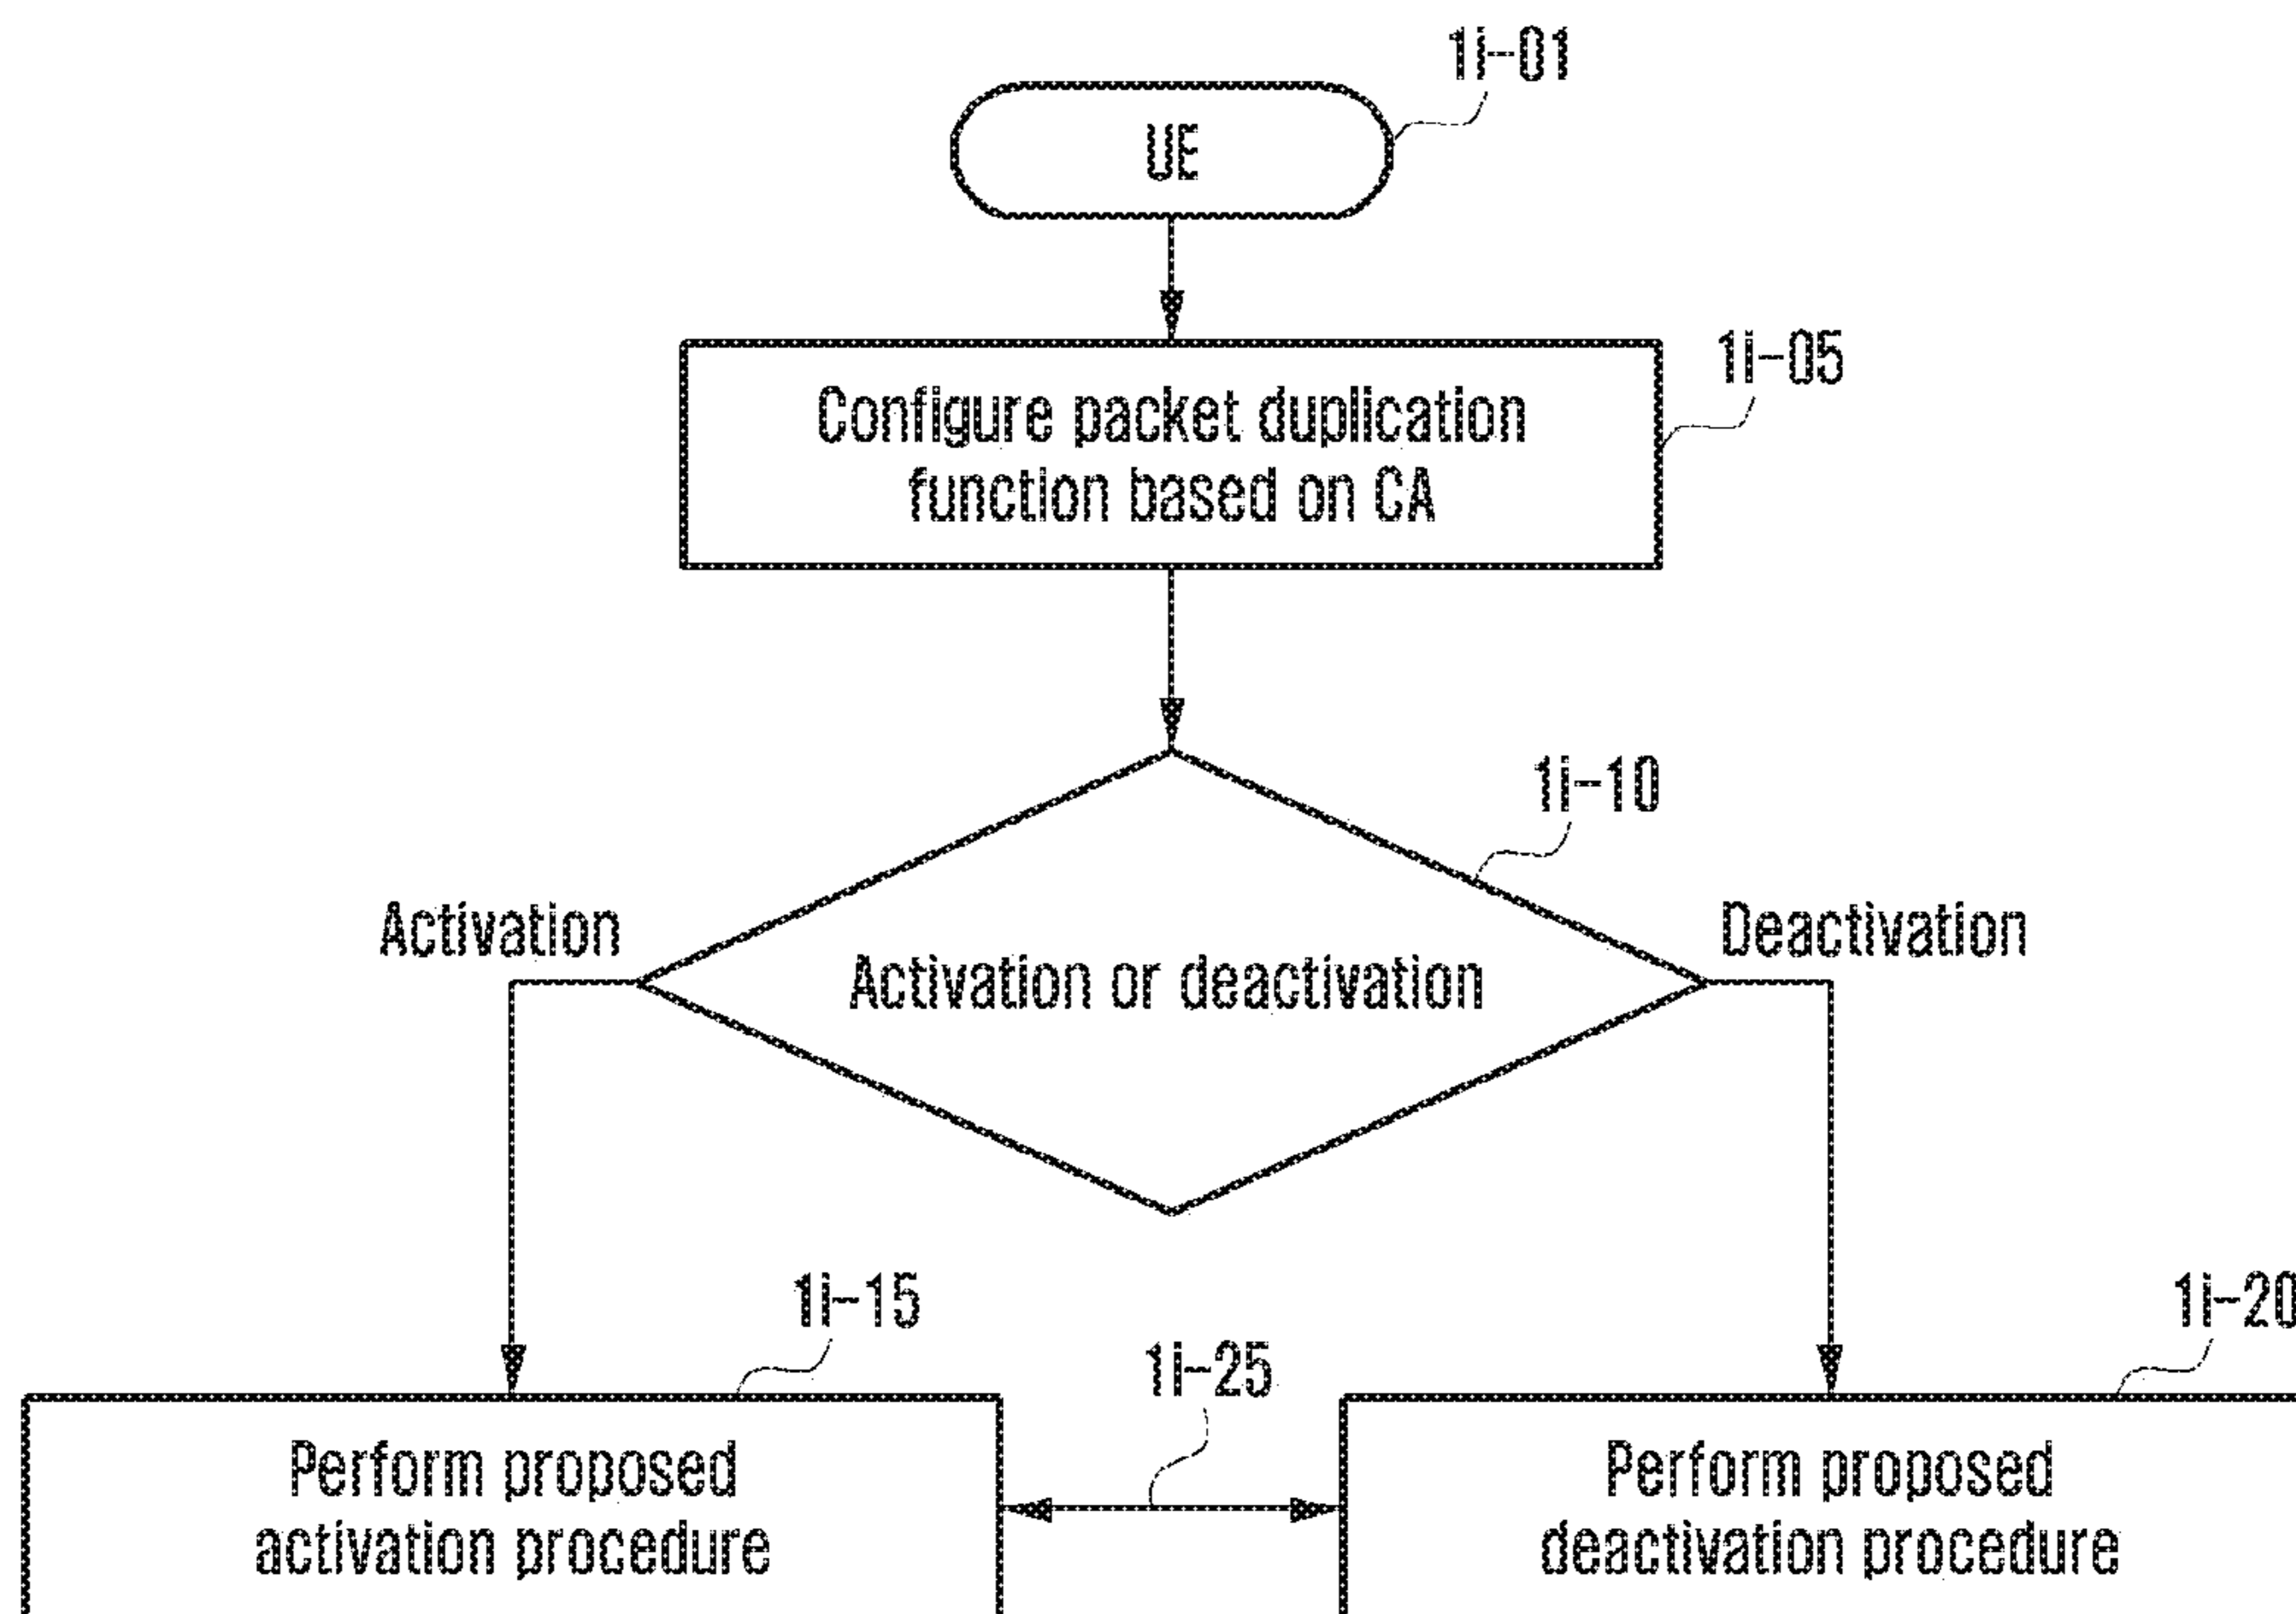 1i-01
UE
1i-05
Configure packet duplication
function based on CA
1i-10
Activation
Deactivation
Activation or deactivation
1i-15
1i-20
1i-25
Perform proposed
activation procedure
Perform proposed
deactivation procedure